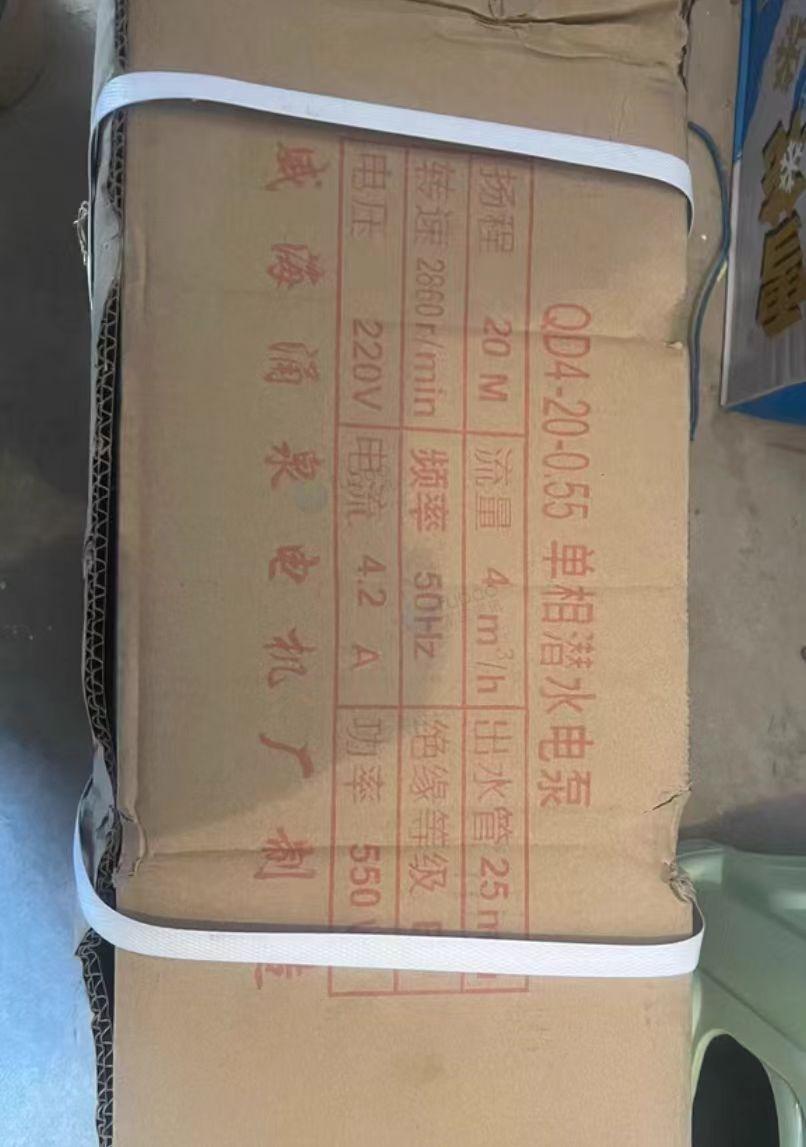 QD4-20-0.55 单相潜水电泵
扬程 20 M 流量 4 m³/h 出水管 25
转速 2860 r/min 频率 50Hz 绝缘等级
电压 220V 电流 4.2 A 功率 550
威海润泉电机厂制